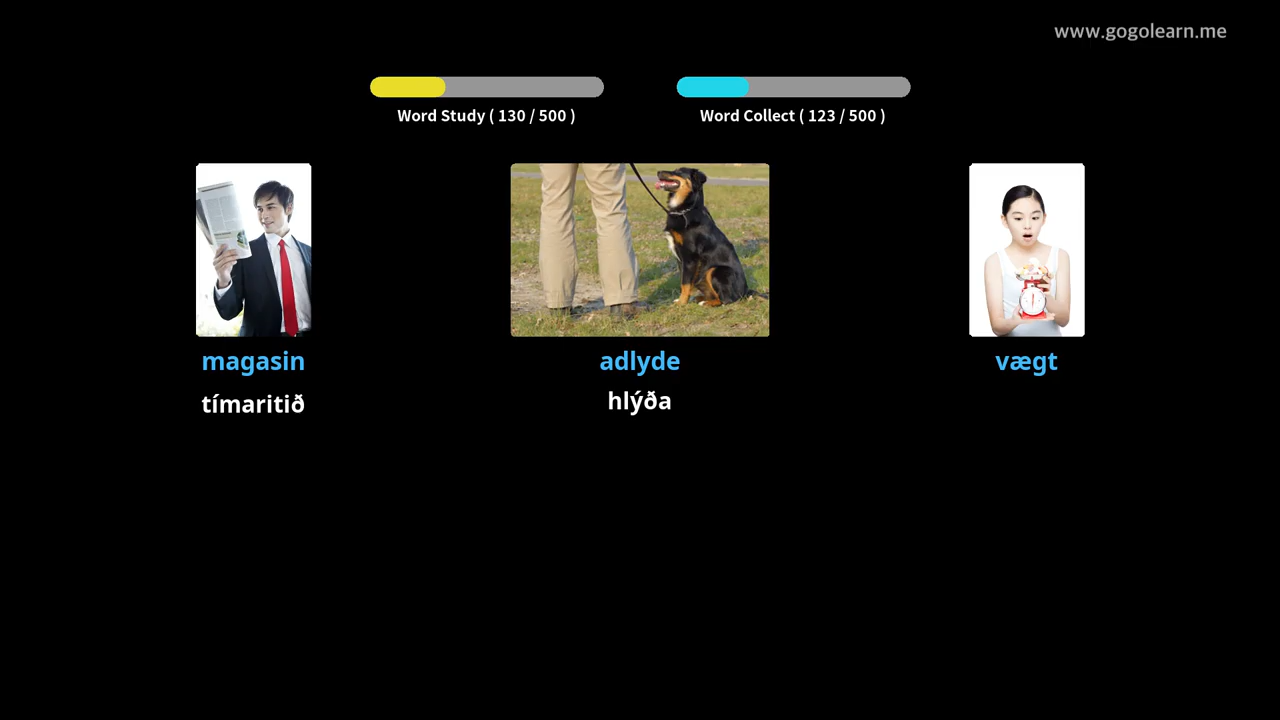 www.gogolearn.me
Word Study ( 130 / 500 )
Word Collect ( 123 / 500 )
magasin
adlyde
vægt
tímaritið
hlýða